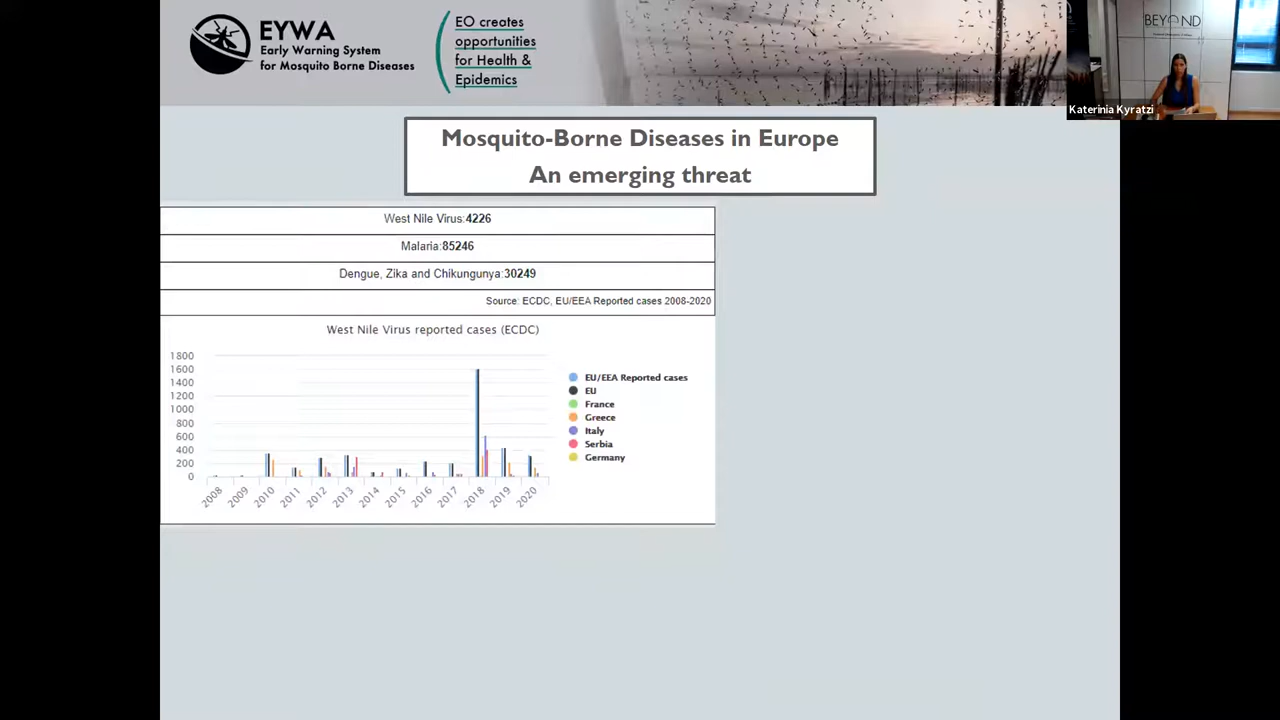 EYWA
Early Warning System
for Mosquito Borne Diseases
EO creates
opportunities
for Health &
Epidemics
BEYOND
Katerinia Kyratzi
Mosquito-Borne Diseases in Europe
An emerging threat
West Nile Virus:4226
Malaria:85246
Dengue, Zika and Chikungunya:30249
Source: ECDC, EU/EEA Reported cases 2008-2020
West Nile Virus reported cases (ECDC)
1800
1600
1400
1200
1000
800
600
400
200
0
2008
2009
2010
2011
2012
2013
2014
2015
2016
2017
2018
2019
2020
EU/EEA Reported cases
EU
France
Greece
Italy
Serbia
Germany